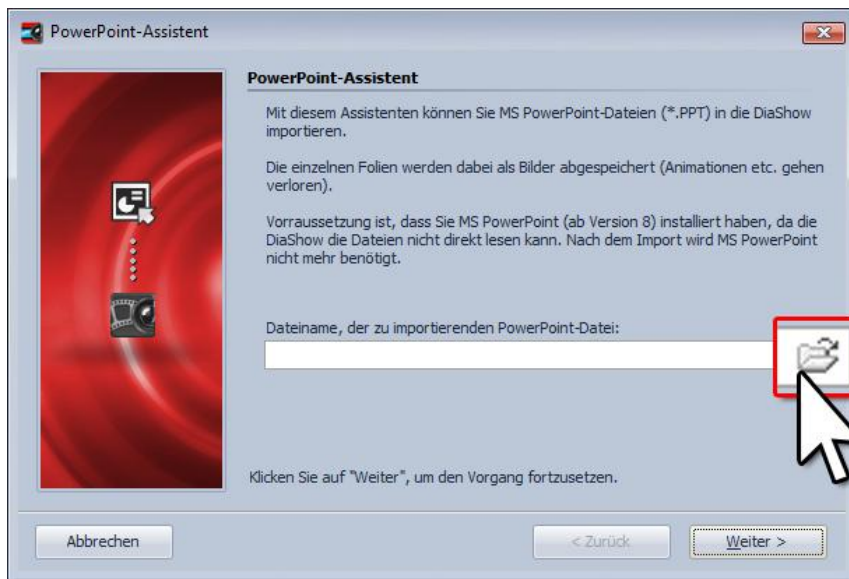 PowerPoint-Assistent
PowerPoint-Assistent
Mit diesem Assistenten können Sie MS PowerPoint-Dateien (*.PPT) in die DiaShow
importieren.
Die einzelnen Folien werden dabei als Bilder abgespeichert (Animationen etc. gehen
verloren).
Vorraussetzung ist, dass Sie MS PowerPoint (ab Version 8) installiert haben, da die
DiaShow die Dateien nicht direkt lesen kann. Nach dem Import wird MS PowerPoint
nicht mehr benötigt.
Dateiname, der zu importierenden PowerPoint-Datei:
Klicken Sie auf "Weiter", um den Vorgang fortzusetzen.
Abbrechen
< Zurück
Weiter >